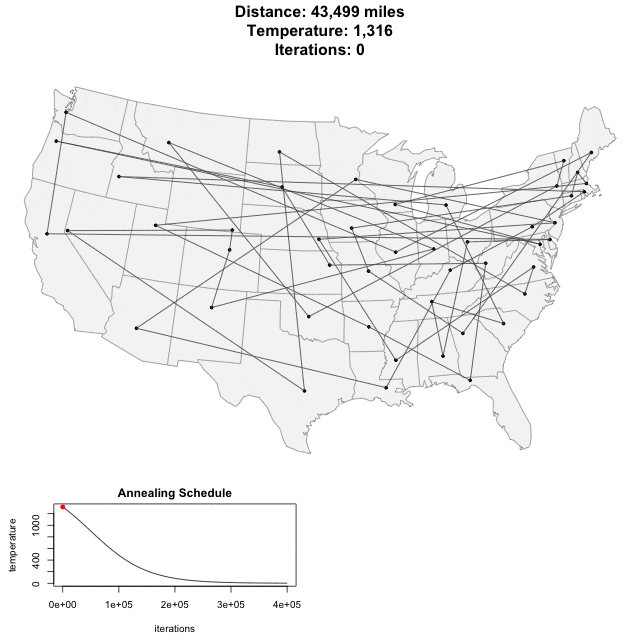 Distance: 43,499 miles
Temperature: 1,316
Iterations: 0
Annealing Schedule
temperature
0 400 1000
0e+00 1e+05 2e+05 3e+05 4e+05
iterations